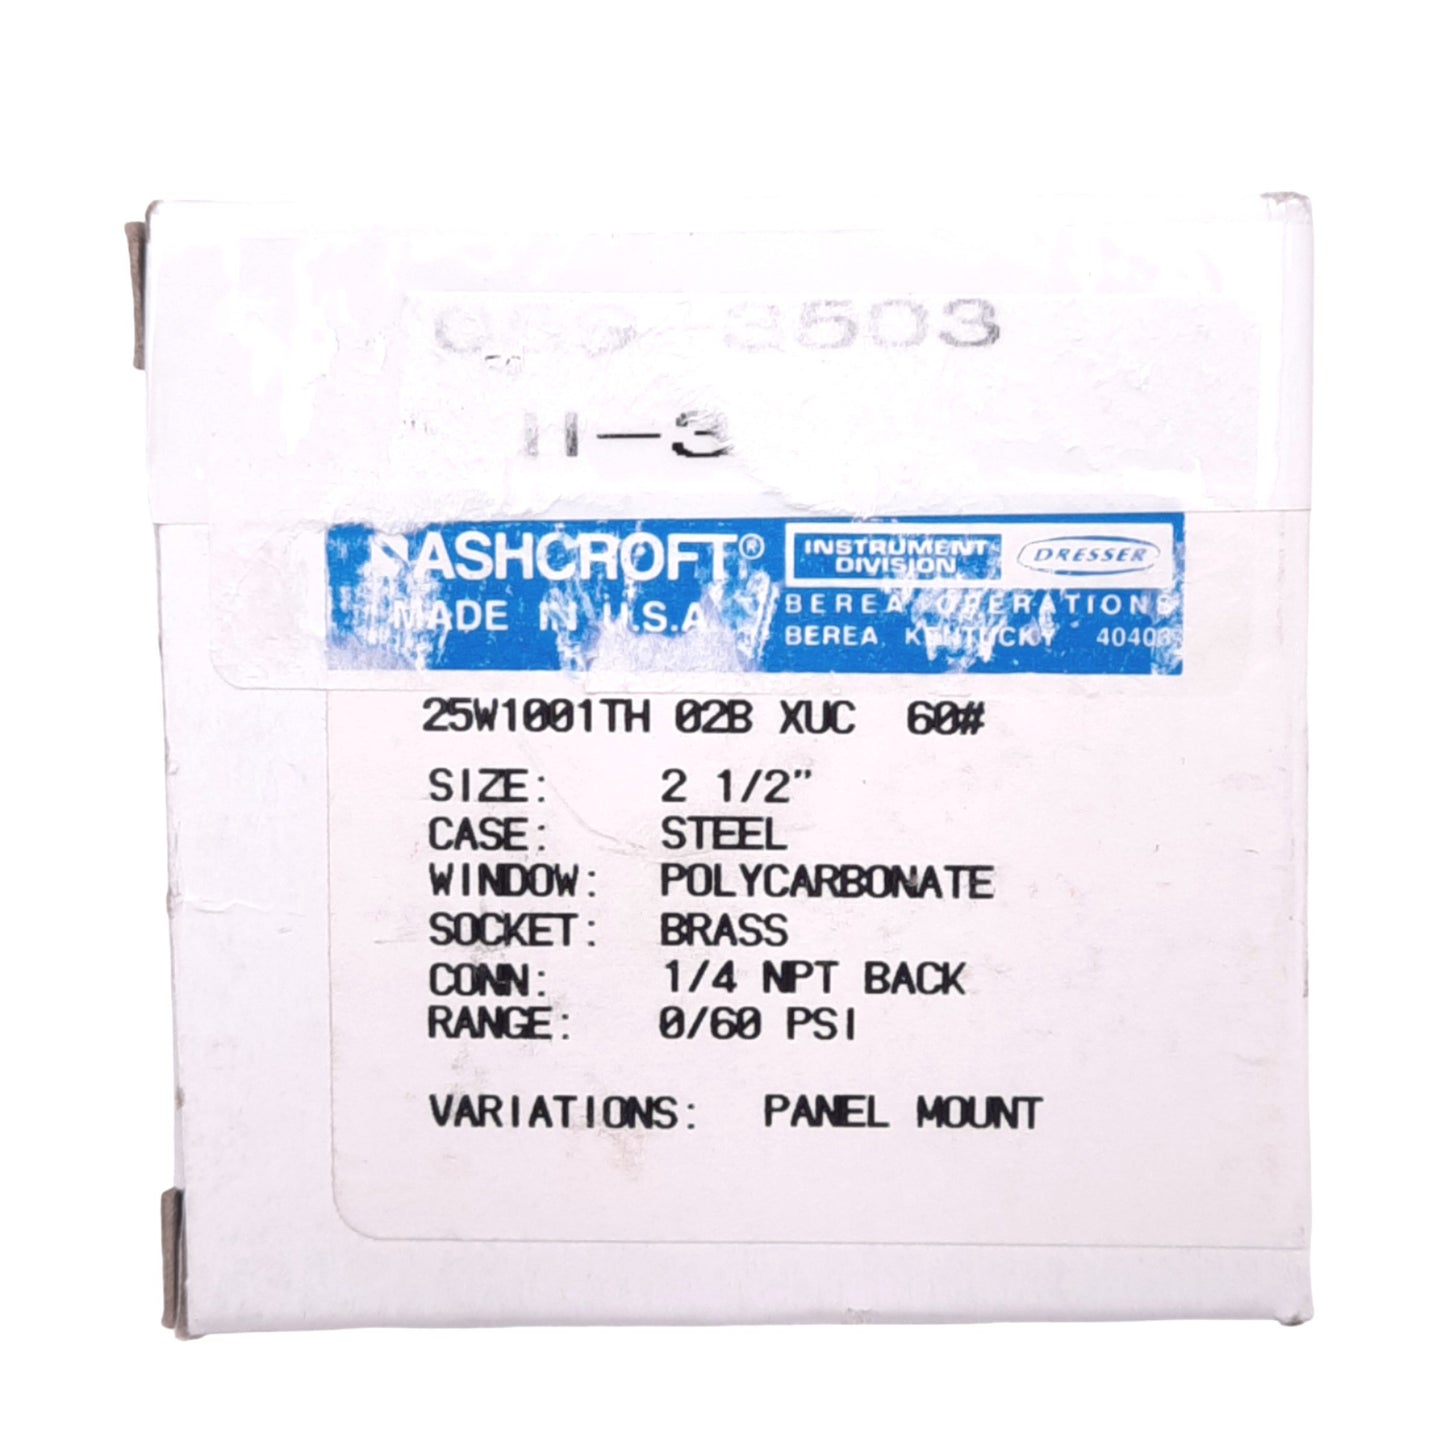 3503
11-3
ASHCROFT®
INSTRUMENT DIVISION
DRESSER
MADE IN U.S.A.
BEREA OPERATIONS
BEREA, KENTUCKY 40403
25W1001TH 02B XUC 60#
SIZE: 2 1/2"
CASE: STEEL
WINDOW: POLYCARBONATE
SOCKET: BRASS
CONN: 1/4 NPT BACK
RANGE: 0/60 PSI
VARIATIONS: PANEL MOUNT